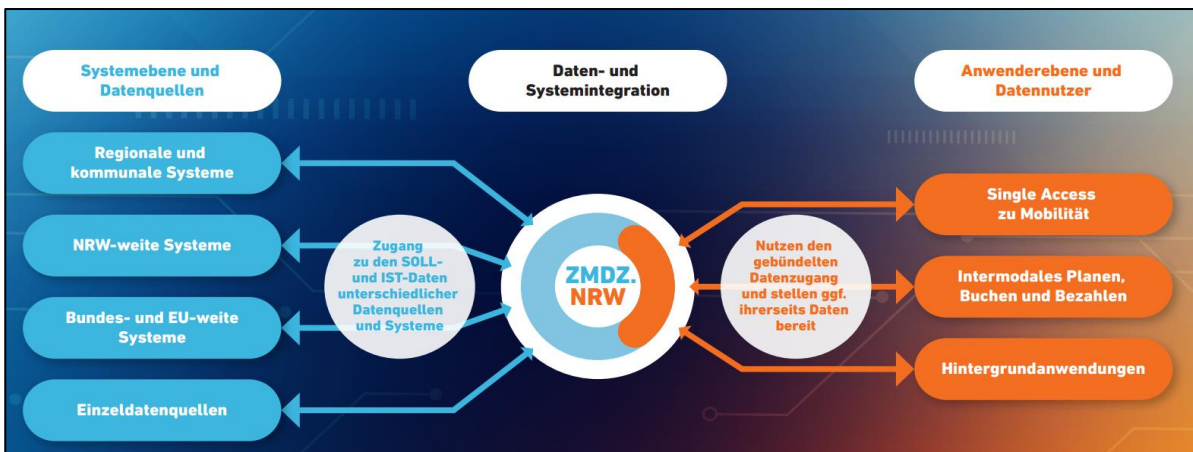 Systemebene und
Datenquellen
Regionale und
kommunale Systeme
NRW-weite Systeme
Bundes- und EU-weite
Systeme
Einzeldatenquellen
Daten- und
Systemintegration
Zugang
zu den SOLL-
und IST-Daten
unterschiedlicher
Datenquellen
und Systeme
ZMDZ.
NRW
Nutzen den
gebündelten
Datenzugang
und stellen ggf.
ihrerseits Daten
bereit
Anwenderebene und
Datennutzer
Single Access
zu Mobilität
Intermodales Planen,
Buchen und Bezahlen
Hintergrundanwendungen